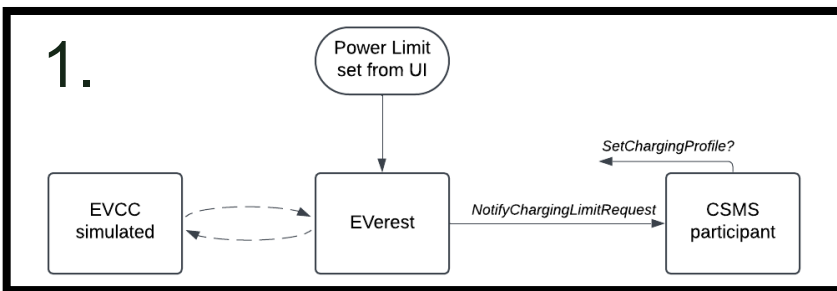 1.
Power Limit
set from UI
SetChargingProfile?
EVCC
simulated
EVerest
NotifyChargingLimitRequest
CSMS
participant